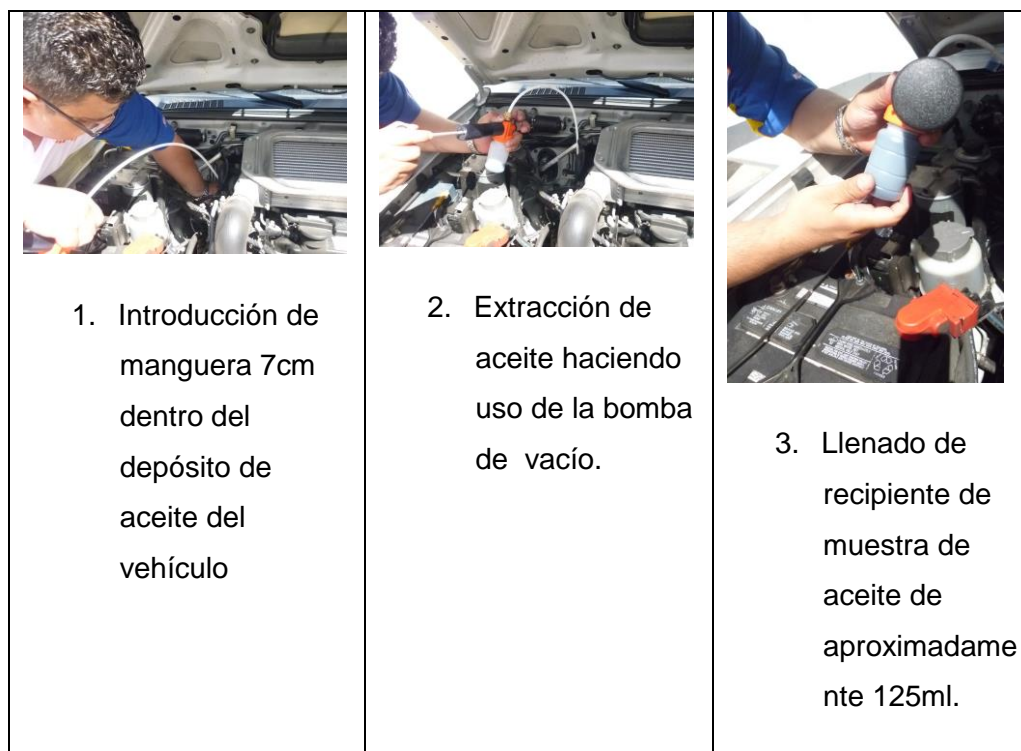 1. Introducción de
manguera 7cm
dentro del
depósito de
aceite del
vehículo
2. Extracción de
aceite haciendo
uso de la bomba
de vacío.
3. Llenado de
recipiente de
muestra de
aceite de
aproximadame
nte 125ml.